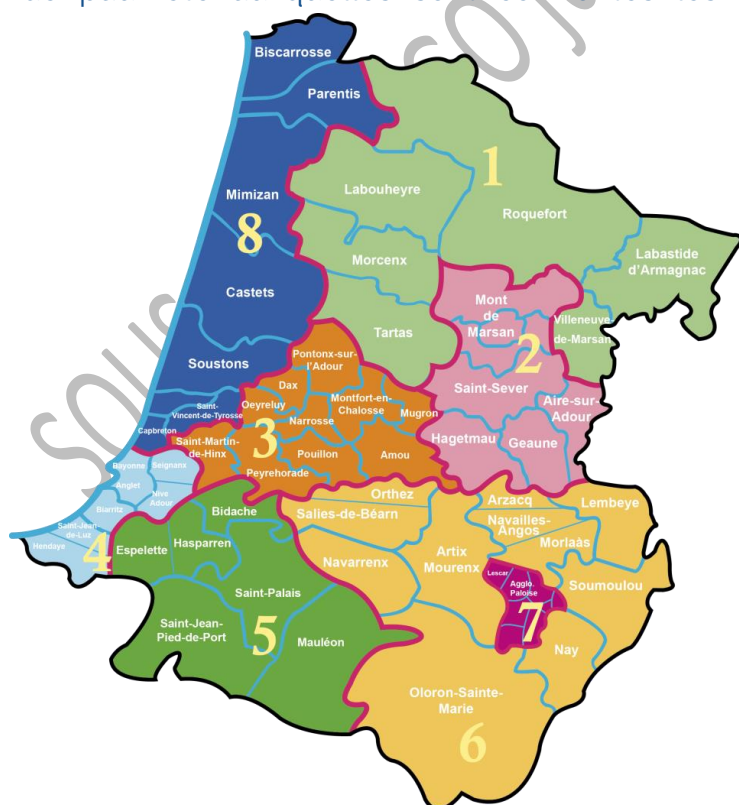 Biscarrosse
Parentis
1
Labouheyre
Mimizan
Roquefort
8
Labastide
d'Armagnac
Morcenx
Castets
Mont
de
Marsan
Villeneuve-
de-Marsan
Tartas
2
Pontonx-sur-
l'Adour
Soustons
Dax
Saint-Sever
Aire-sur-
Adour
Montfort-en-
Chalosse
Oeyreluy
Saint-
Vincent-de-Tyrosse
Mugron
Narrosse
Capbreton
3
Saint-Martin-
de-Hinx
Hagetmau
Geaune
Pouillon
Amou
Peyrehorade
Bayonne
Seignanx
Anglet
Nive
Adour
Biarritz
Orthez
Salies-de-Béarn
Arzacq
Lembeye
Navailles-
Angos
Bidache
Saint-Jean
de-Luz
Hendaye
4
Espelette
Hasparren
Morlaàs
Navarrenx
Artix
Mourenx
Lescar
Agglo.
Paloise
Soumoulou
Saint-Palais
7
Saint-Jean-
Pied-de-Port
5
Mauléon
Nay
Oloron-Sainte-
Marie
6